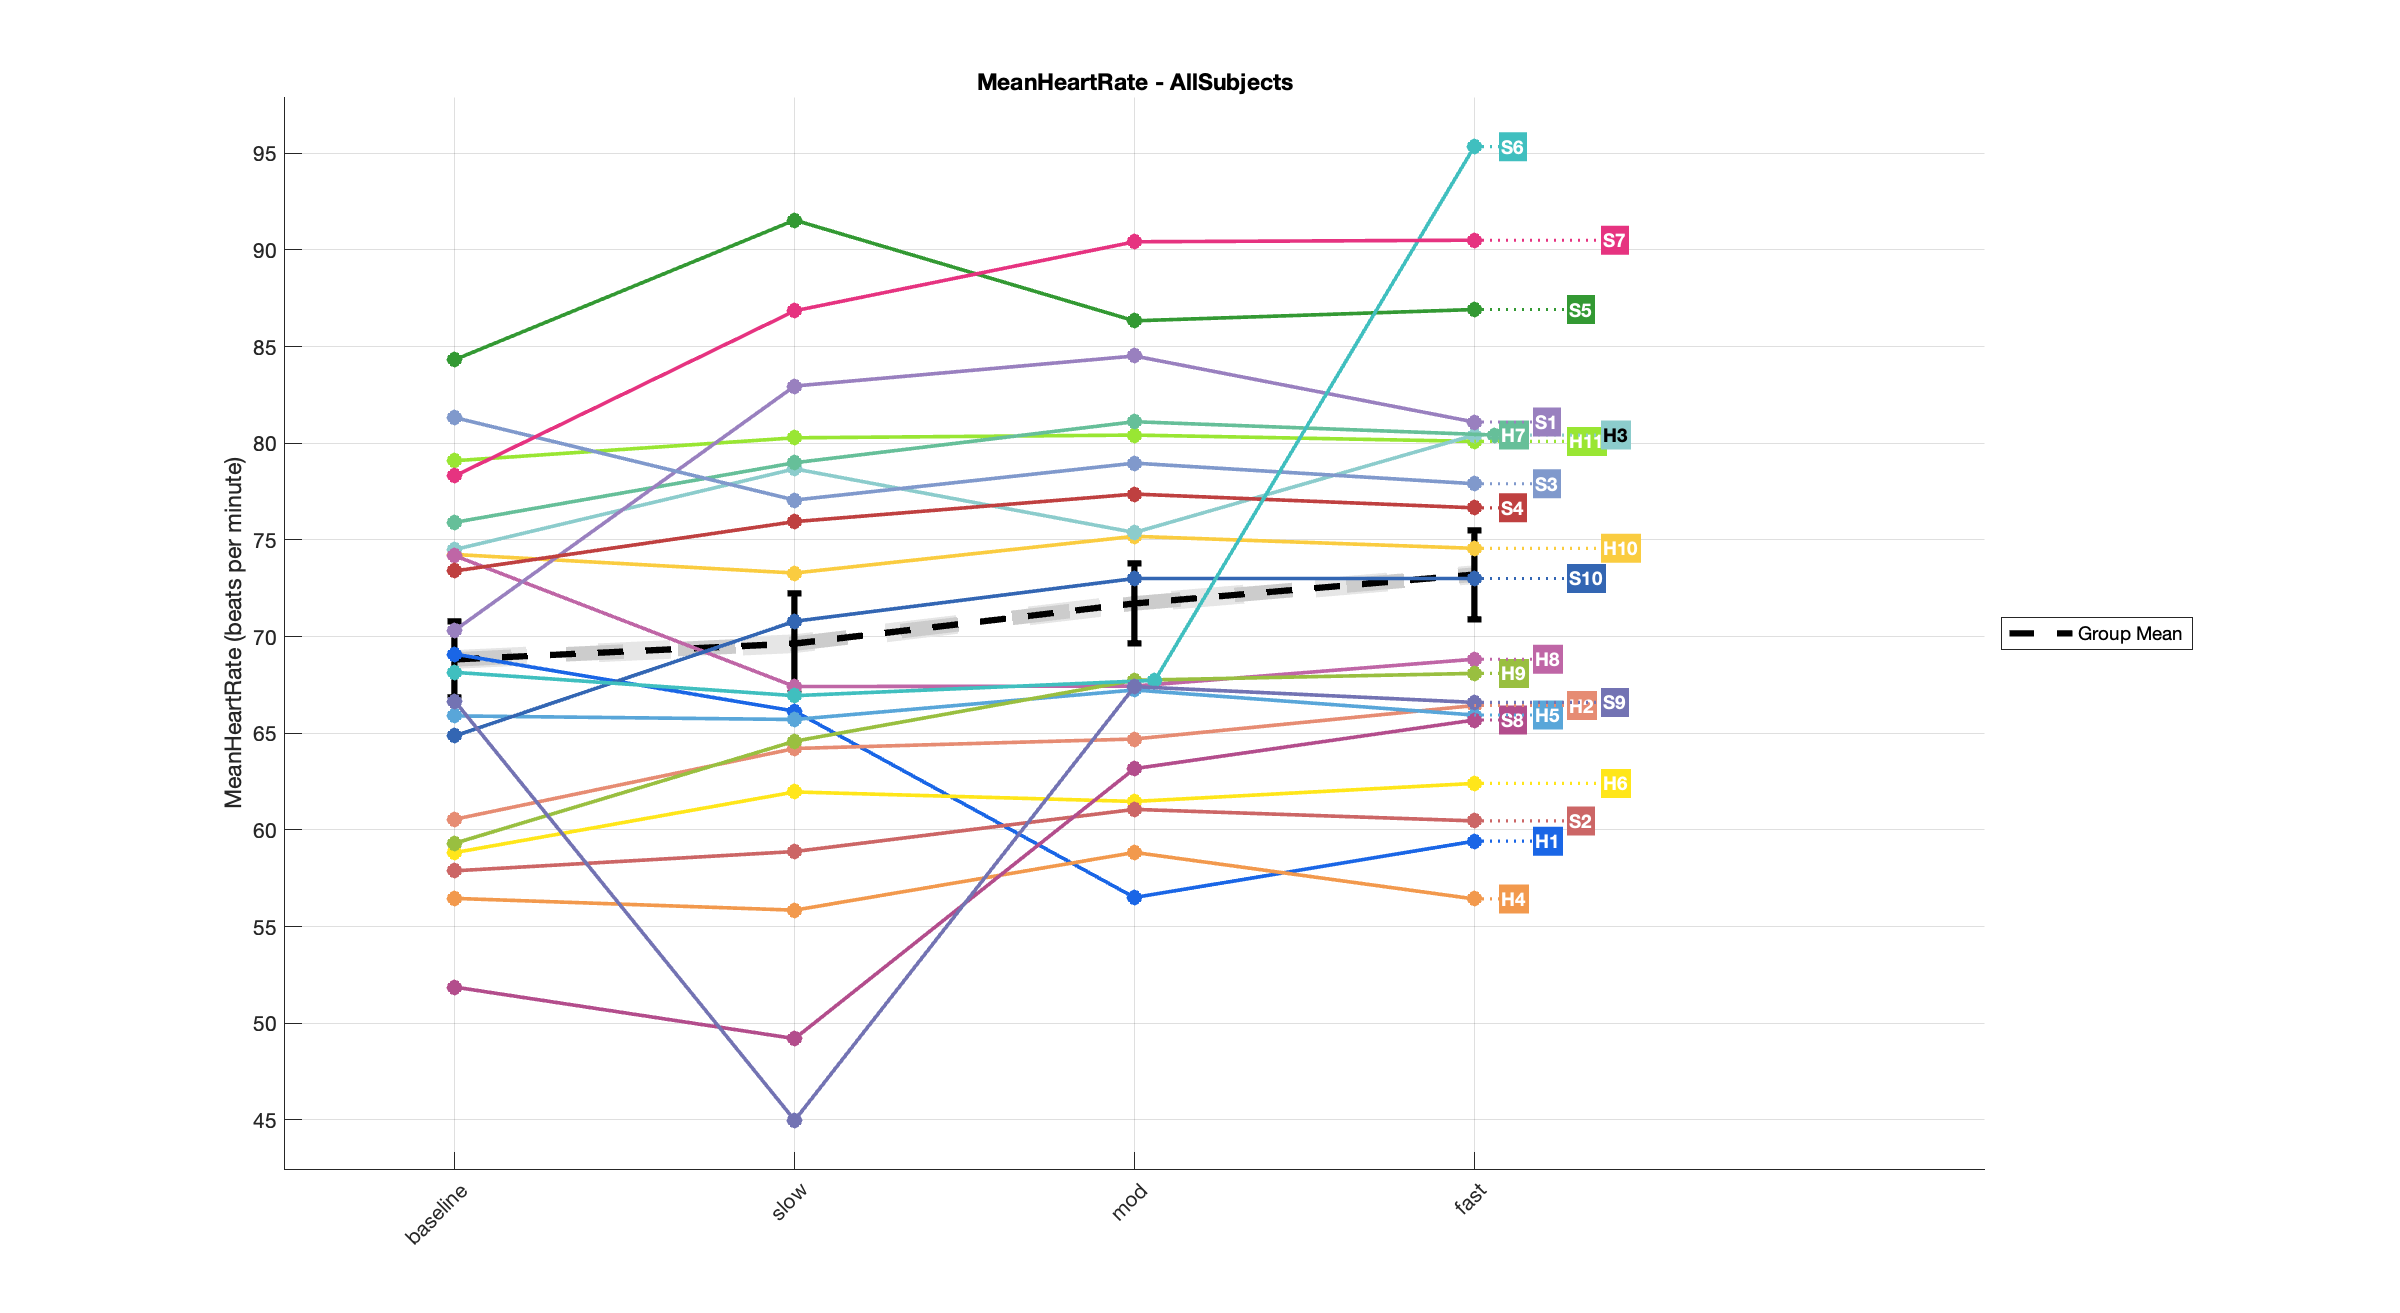 MeanHeartRate - AllSubjects
MeanHeartRate (beats per minute)
95
90
85
80
75
70
65
60
55
50
45
baseline
slow
mod
fast
S6
S7
S5
S1
H7
H11
H3
S3
S4
H10
S10
H8
H9
S9
H2
H5
S8
H6
S2
H1
H4
Group Mean